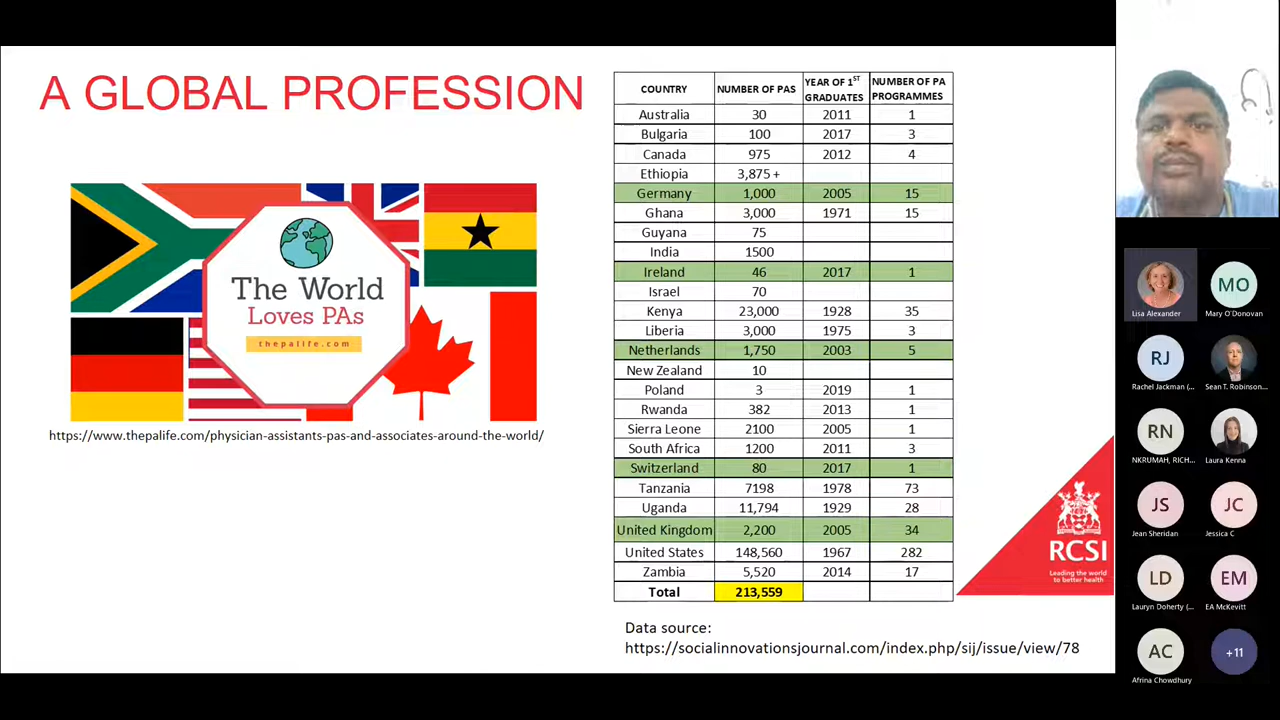 A GLOBAL PROFESSION
The World
Loves PAs
thepalife.com
https://www.thepalife.com/physician-assistants-pas-and-associates-around-the-world/
COUNTRY NUMBER OF PAS YEAR OF 1ST GRADUATES NUMBER OF PA PROGRAMMES
Australia 30 2011 1
Bulgaria 100 2017 3
Canada 975 2012 4
Ethiopia 3,875 +
Germany 1,000 2005 15
Ghana 3,000 1971 15
Guyana 75
India 1500
Ireland 46 2017 1
Israel 70
Kenya 23,000 1928 35
Liberia 3,000 1975 3
Netherlands 1,750 2003 5
New Zealand 10
Poland 3 2019 1
Rwanda 382 2013 1
Sierra Leone 2100 2005 1
South Africa 1200 2011 3
Switzerland 80 2017 1
Tanzania 7198 1978 73
Uganda 11,794 1929 28
United Kingdom 2,200 2005 34
United States 148,560 1967 282
Zambia 5,520 2014 17
Total 213,559
Data source:
https://socialinnovationsjournal.com/index.php/sij/issue/view/78
RCSI
Leading the world
to better health
Lisa Alexander
MO
Mary O'Donovan
RJ
Rachel Jackman (...
Sean T. Robinson...
RN
NKRUMAH, RICH...
Laura Kenna
JS
Jean Sheridan
JC
Jessica C
LD
Lauryn Doherty (...
EM
EA McKevitt
AC
Afrina Chowdhury
+11